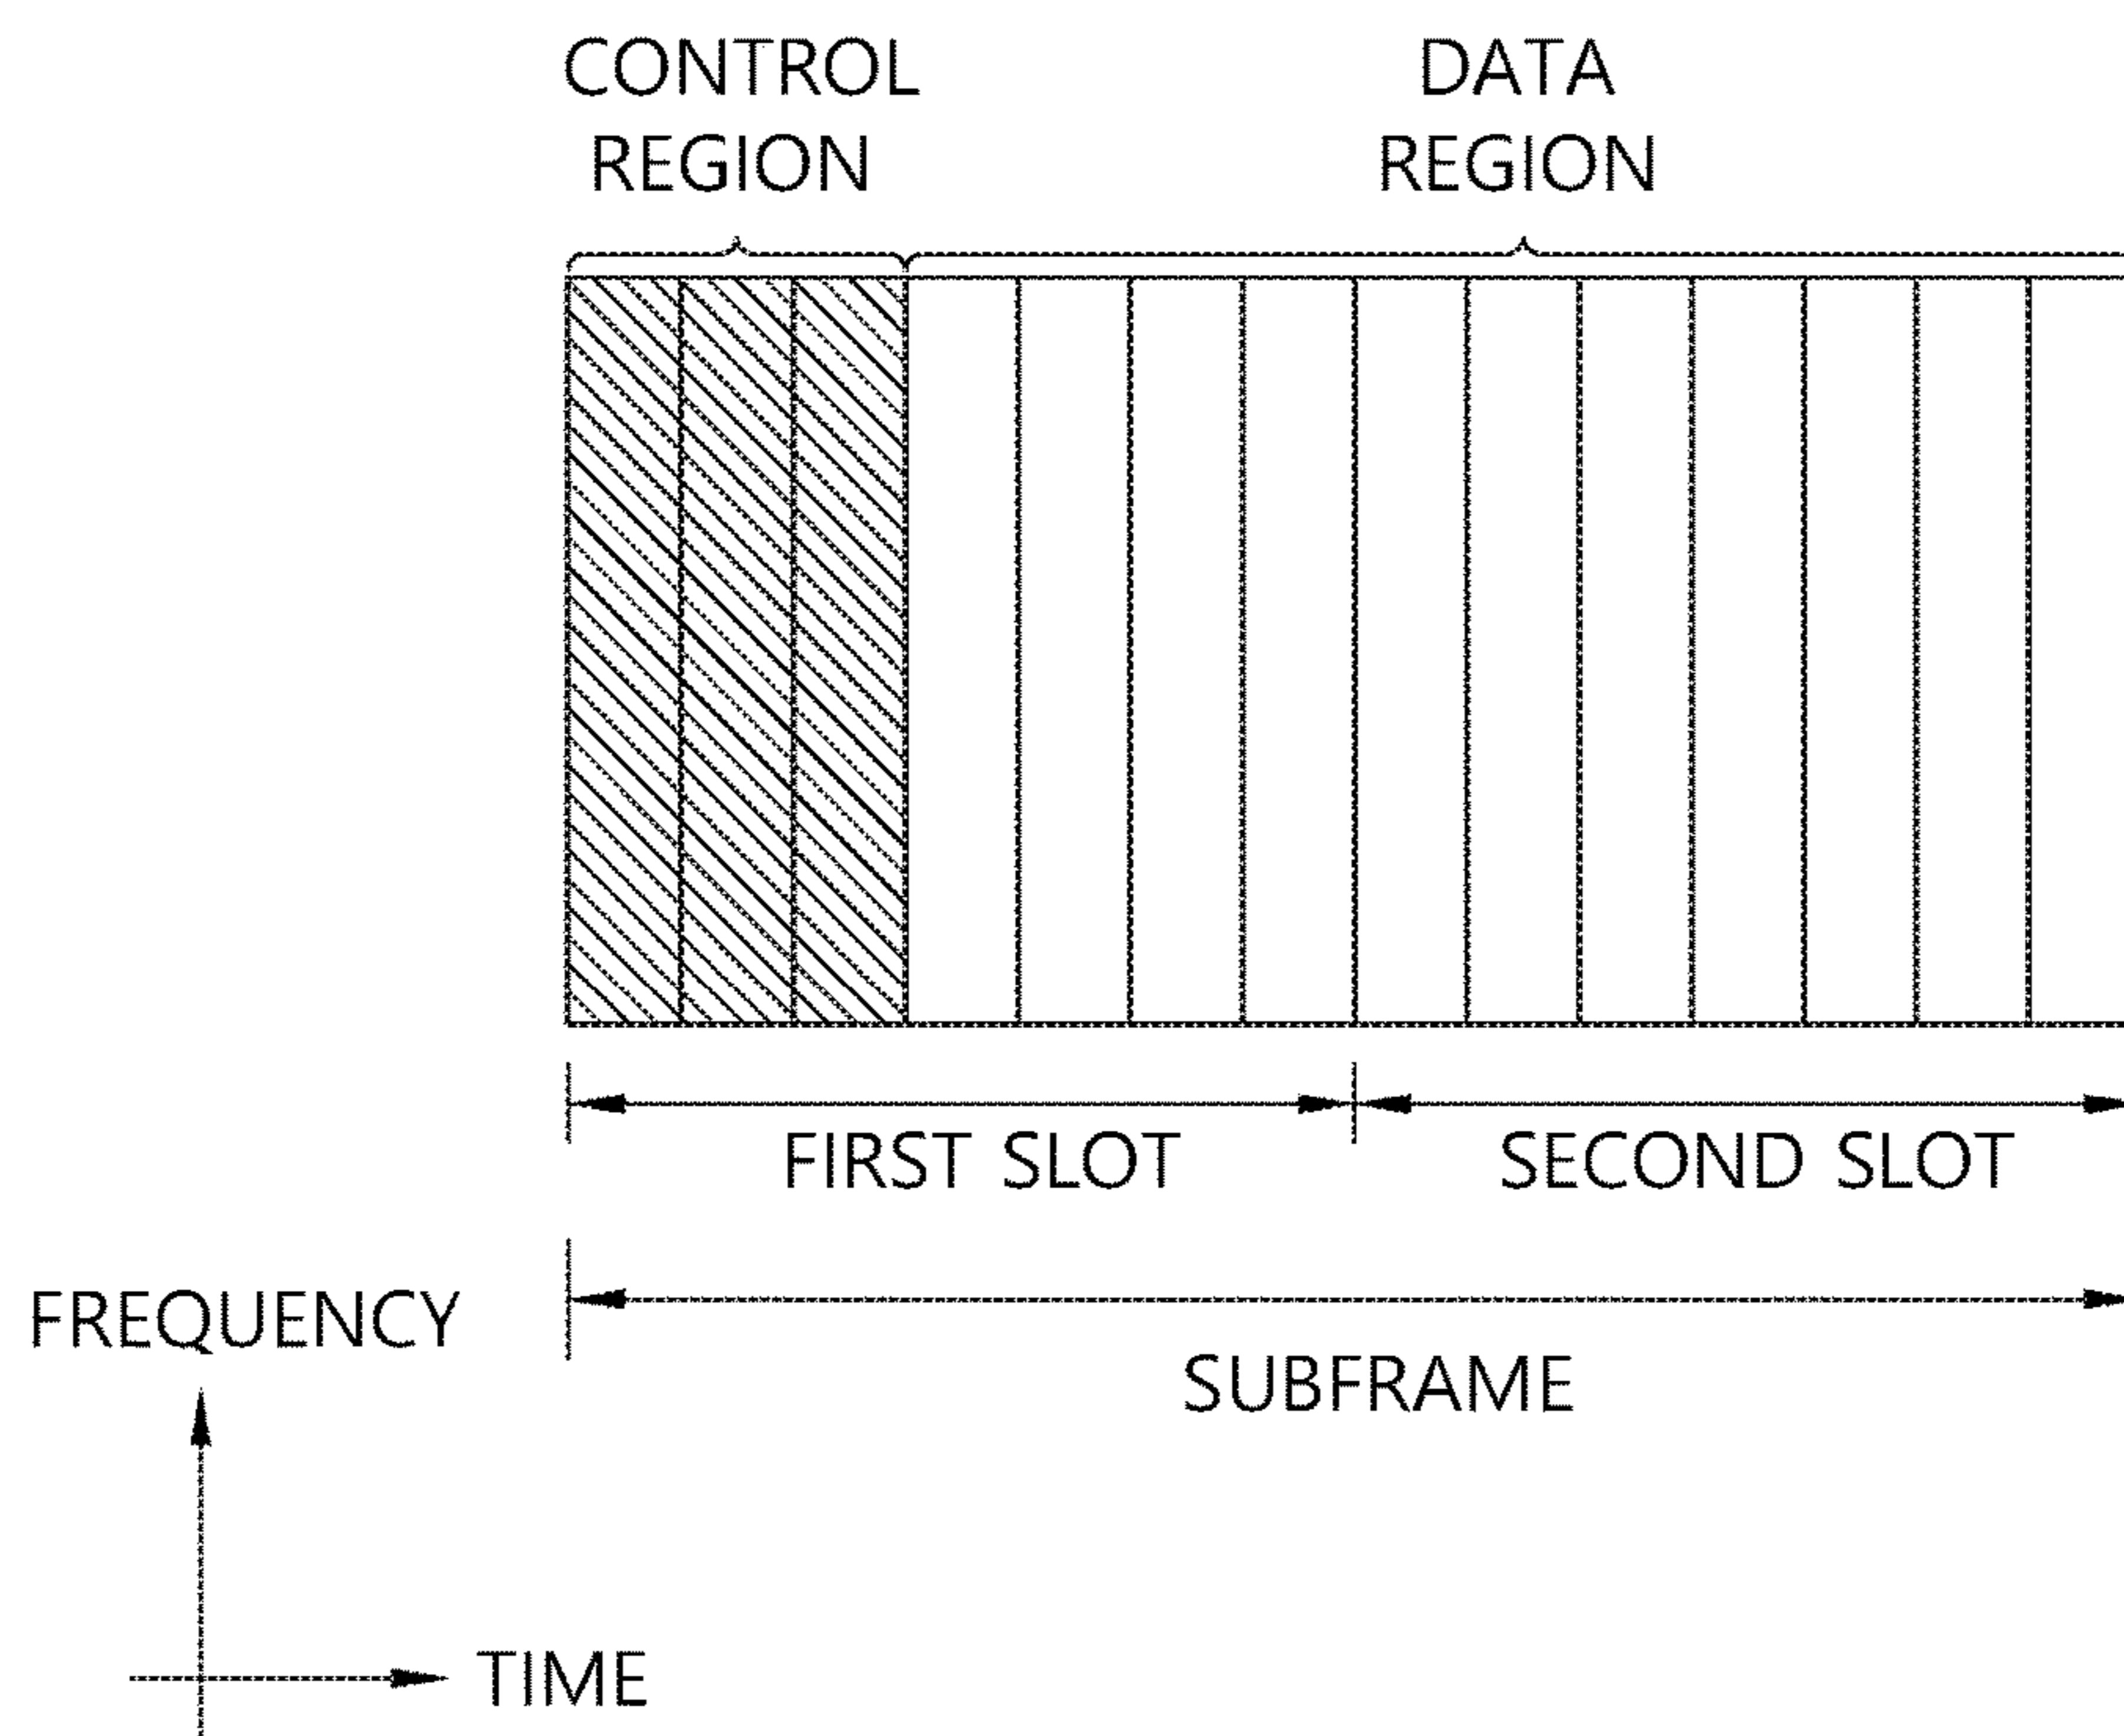 CONTROL
REGION
DATA
REGION
FIRST SLOT
SECOND SLOT
SUBFRAME
FREQUENCY
TIME